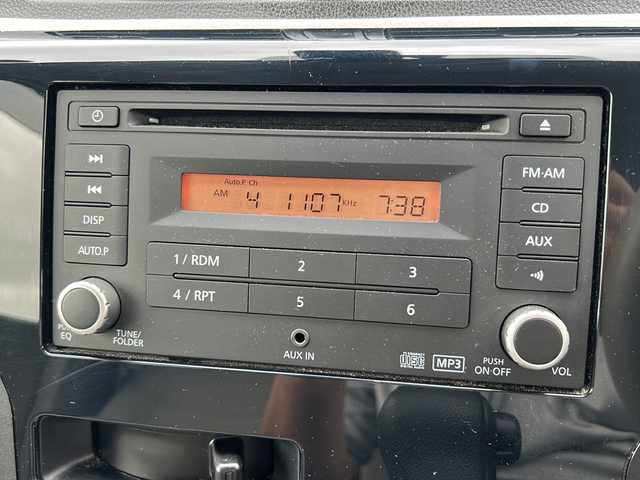 Auto.P Ch
AM 4 1107 KHz 7:38
DISP
AUTO.P
FM·AM
CD
AUX
1 / RDM
2
3
4 / RPT
5
6
EQ
TUNE/
FOLDER
AUX IN
MP3
PUSH
ON·OFF
VOL